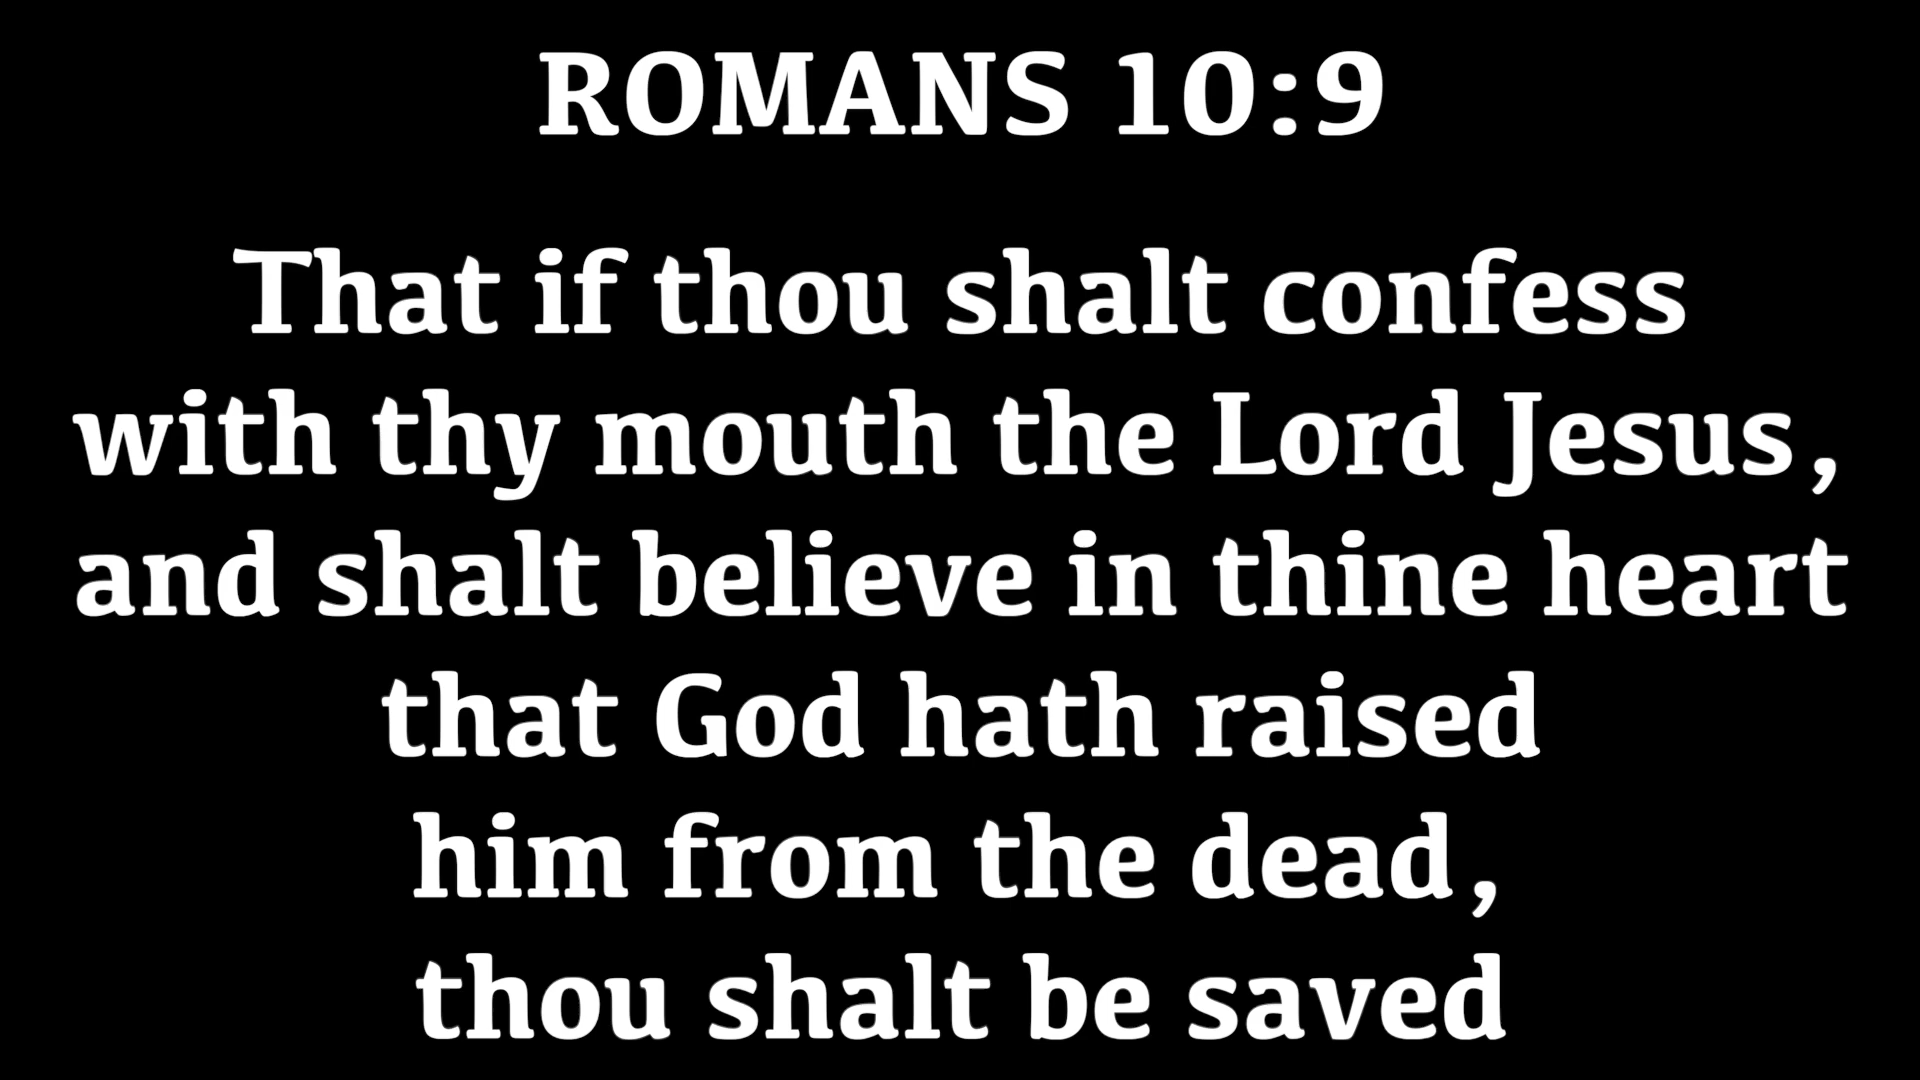 ROMANS 10:9
That if thou shalt confess
with thy mouth the Lord Jesus,
and shalt believe in thine heart
that God hath raised
him from the dead,
thou shalt be saved